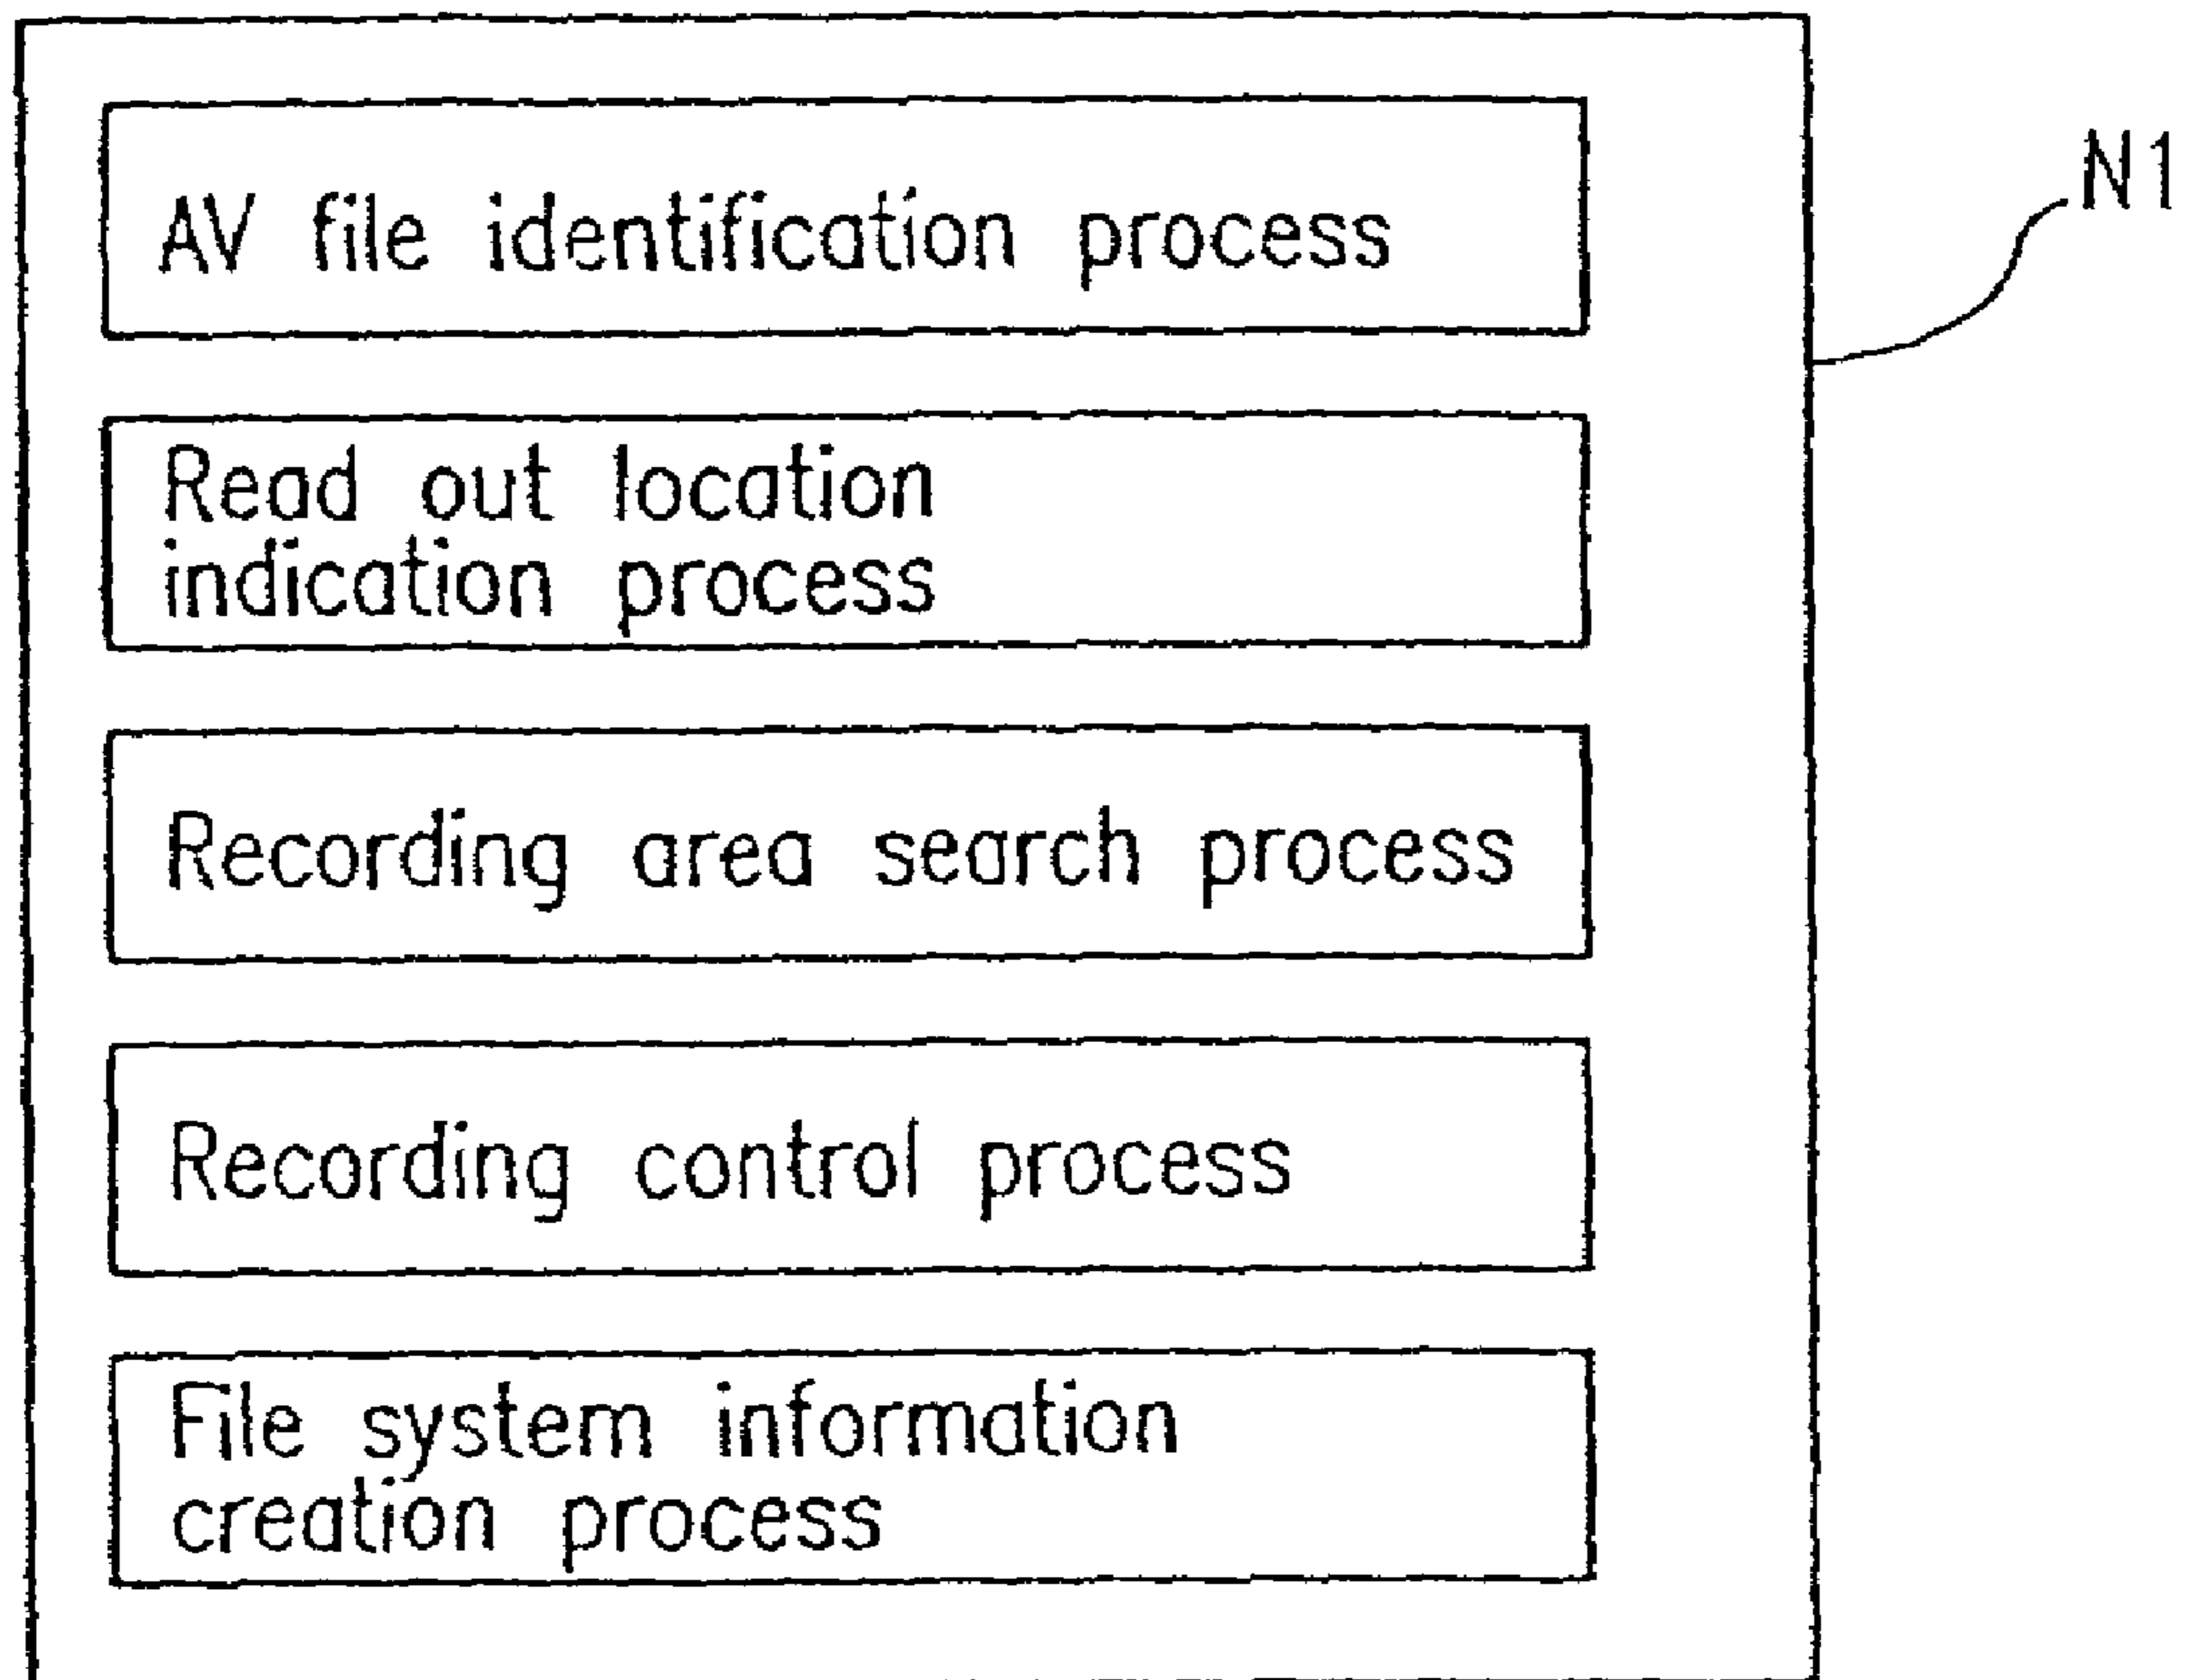 AV file identification process
N1
Read out location
indication process
Recording area search process
Recording control process
File system information
creation process